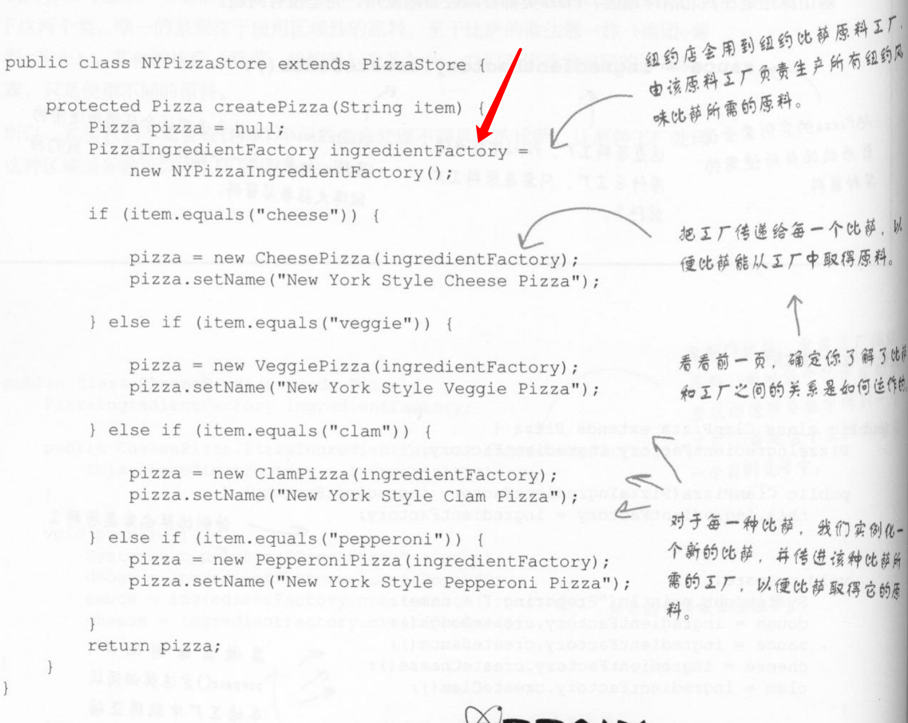 public class NYPizzaStore extends PizzaStore {
protected Pizza createPizza(String item) {
Pizza pizza = null;
PizzaIngredientFactory ingredientFactory =
new NYPizzaIngredientFactory();
if (item.equals("cheese")) {
pizza = new CheesePizza(ingredientFactory);
pizza.setName("New York Style Cheese Pizza");
} else if (item.equals("veggie")) {
pizza = new VeggiePizza(ingredientFactory);
pizza.setName("New York Style Veggie Pizza");
} else if (item.equals("clam")) {
pizza = new ClamPizza(ingredientFactory);
pizza.setName("New York Style Clam Pizza");
} else if (item.equals("pepperoni")) {
pizza = new PepperoniPizza(ingredientFactory);
pizza.setName("New York Style Pepperoni Pizza");
}
return pizza;
}
}
纽约店会用到纽约比萨原料工厂,
由该原料工厂负责生产所有纽约风
味比萨所需的原料。
把工厂传递给每一个比萨,以
便比萨能从工厂中取得原料。
看看前一页,确定你了解了比萨
和工厂之间的关系是如何运作的
对于每一种比萨,我们实例化一
个新的比萨,并传进该种比萨所
需的工厂,以便比萨取得它的原
料。